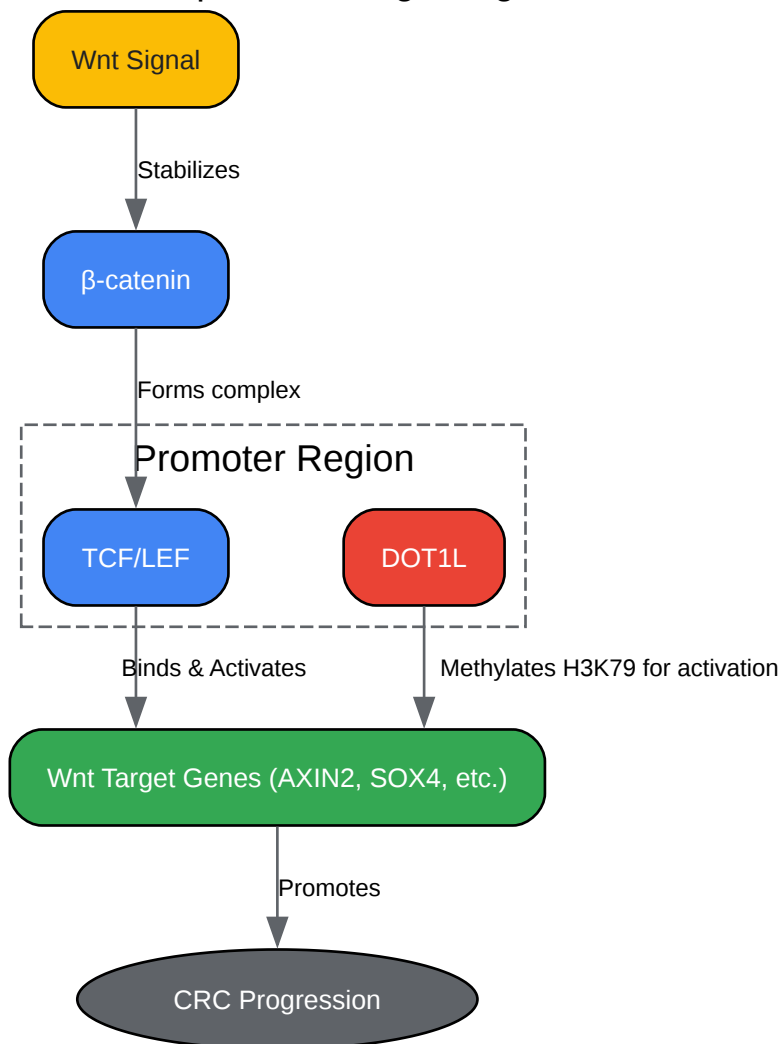 Wnt Signal
Stabilizes
β-catenin
Forms complex
Promoter Region
TCF/LEF
DOT1L
Binds & Activates
Methylates H3K79 for activation
Wnt Target Genes (AXIN2, SOX4, etc.)
Promotes
CRC Progression